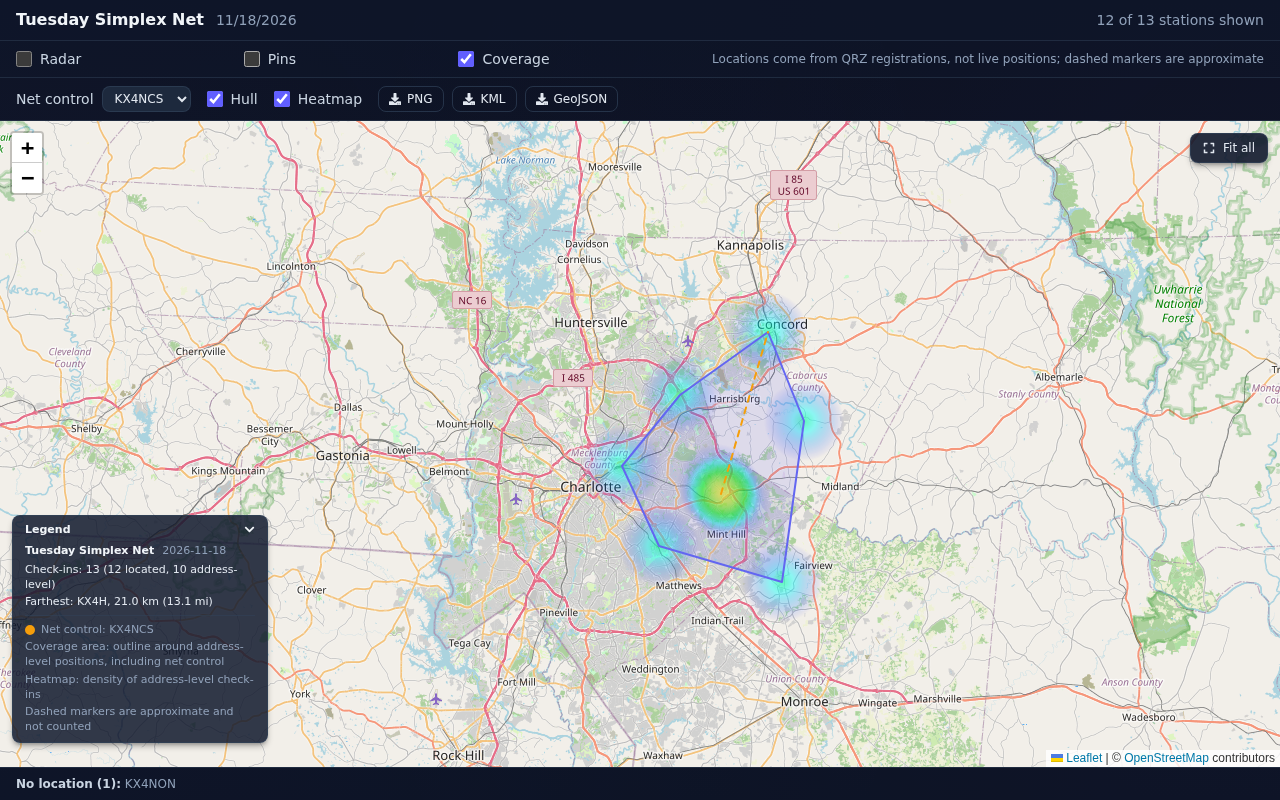 Tuesday Simplex Net 11/18/2026
12 of 13 stations shown
Radar
Pins
Coverage
Locations come from QRZ registrations, not live positions; dashed markers are approximate
Net control KX4NCS Hull Heatmap PNG KML GeoJSON
+
−
Fit all
Lake Norman
Mooresville
I 85
US 601
Davidson
Cornelius
Kannapolis
Lincolnton
NC 16
Uwharrie
National
Forest
Huntersville
Concord
Cleveland
County
Cherryville
I 485
Cabarrus
County
Albemarle
Stanly County
Harrisburg
Dallas
Mount Holly
Shelby
Bessemer
City
Gastonia
Lowell
Mecklenburg
County
Kings Mountain
Belmont
Charlotte
Midland
Mint Hill
Fairview
Matthews
Clover
Pineville
Indian Trail
Tega Cay
Weddington
Fort Mill
Union County
York
Monroe
Wingate
Marshville
Anson County
Wadesboro
Rock Hill
Waxhaw
Legend
Tuesday Simplex Net 2026-11-18
Check-ins: 13 (12 located, 10 address-
level)
Farthest: KX4H, 21.0 km (13.1 mi)
Net control: KX4NCS
Coverage area: outline around address-
level positions, including net control
Heatmap: density of address-level check-
ins
Dashed markers are approximate and
not counted
Leaflet | © OpenStreetMap contributors
No location (1): KX4NON